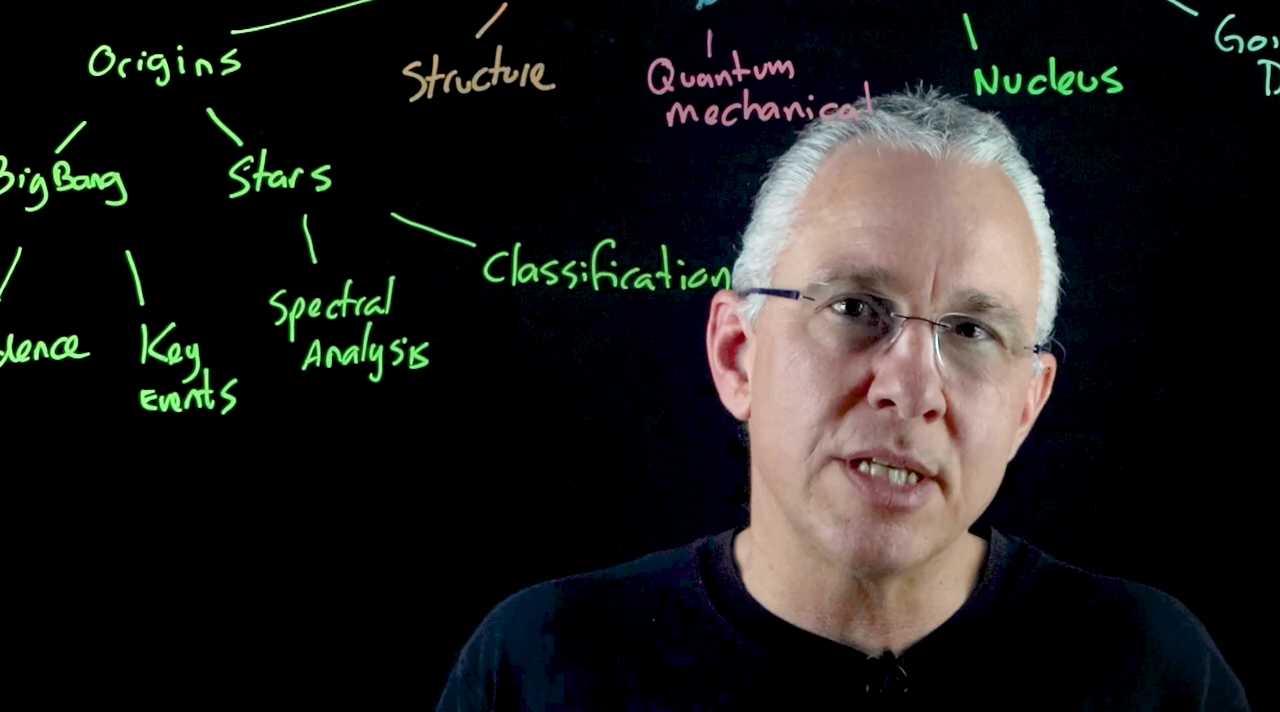 Origins
Structure
Quantum
mechanical
Nucleus
Big Bang
Stars
Classification
Spectral
Analysis
Key
Events